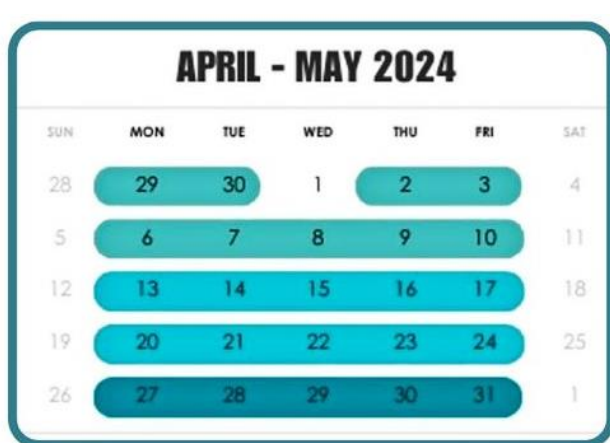 APRIL - MAY 2024
SUN MON TUE WED THU FRI SAT
28 29 30 1 2 3 4
5 6 7 8 9 10 11
12 13 14 15 16 17 18
19 20 21 22 23 24 25
26 27 28 29 30 31 1